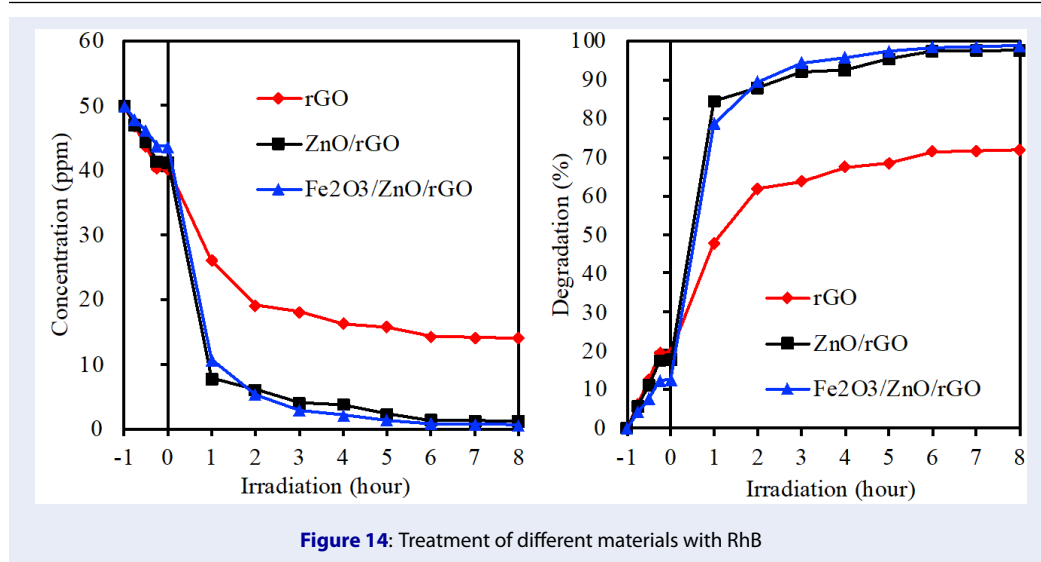 60
50
40
30
20
10
0
Concentration (ppm)
rGO
ZnO/rGO
Fe2O3/ZnO/rGO
-1 0 1 2 3 4 5 6 7 8
Irradiation (hour)
100
90
80
70
60
50
40
30
20
10
0
Degradation (%)
rGO
ZnO/rGO
Fe2O3/ZnO/rGO
-1 0 1 2 3 4 5 6 7 8
Irradiation (hour)
Figure 14: Treatment of different materials with RhB